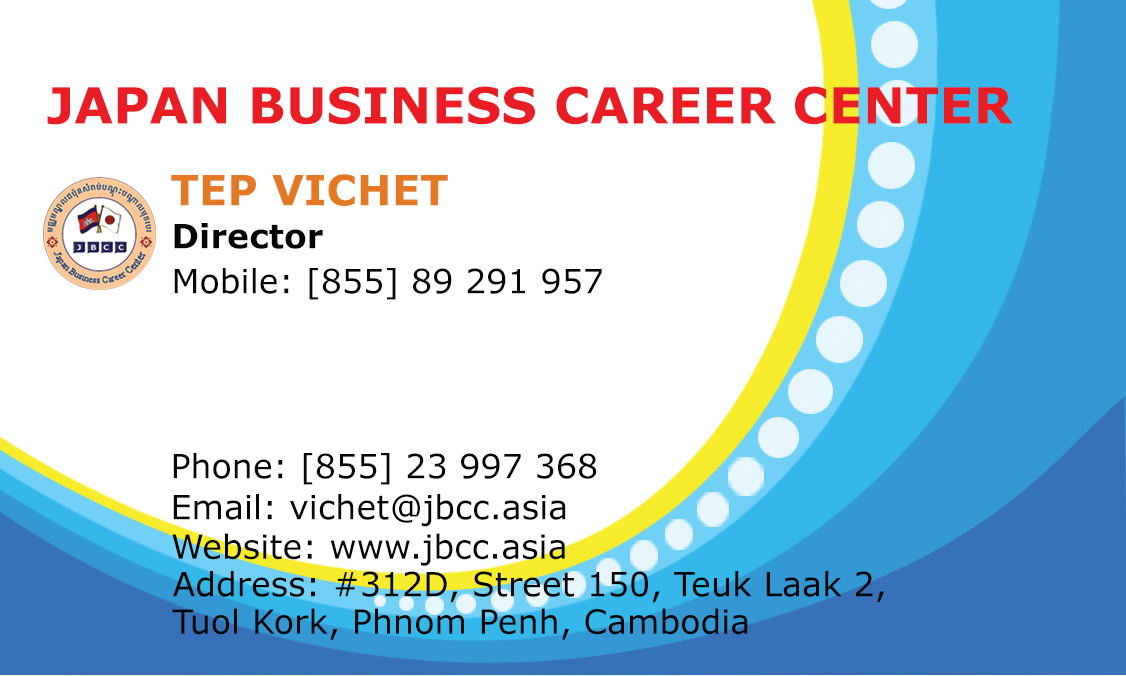 JAPAN BUSINESS CAREER CENTER
TEP VICHET
Director
Mobile: [855] 89 291 957
JBCC
Japan Business Career Center
Phone: [855] 23 997 368
Email: vichet@jbcc.asia
Website: www.jbcc.asia
Address: #312D, Street 150, Teuk Laak 2,
Tuol Kork, Phnom Penh, Cambodia